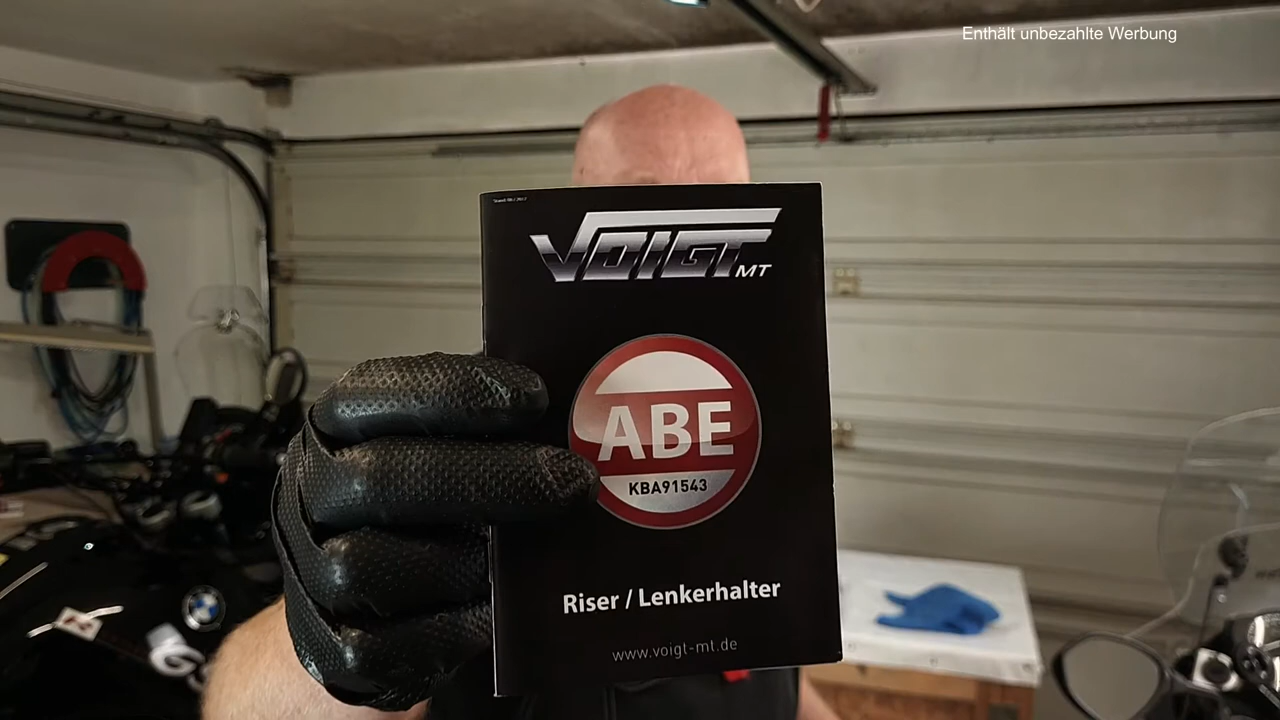 Enthält unbezahlte Werbung
VOIGT MT
ABE
KBA91543
Riser / Lenkerhalter
www.voigt-mt.de